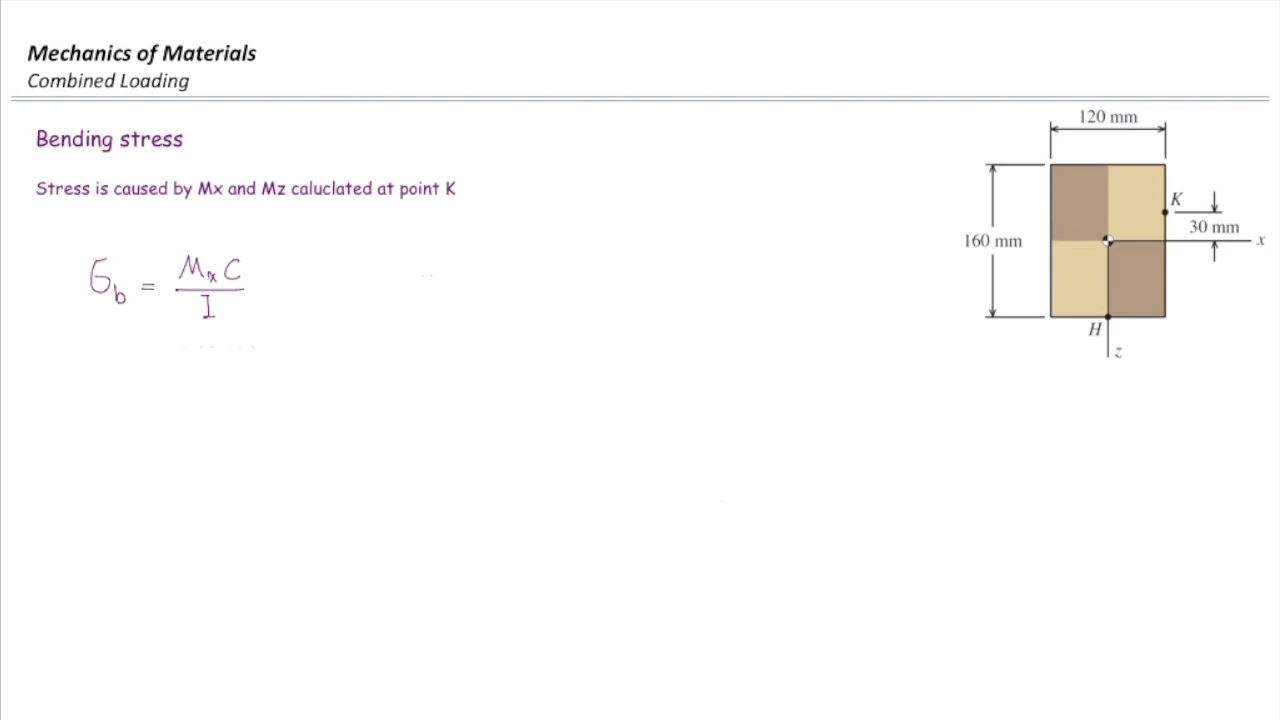 Mechanics of Materials
Combined Loading
Bending stress
Stress is caused by Mx and Mz caluclated at point K
σb = Mx C / I
120 mm
K
30 mm
160 mm
x
H
z